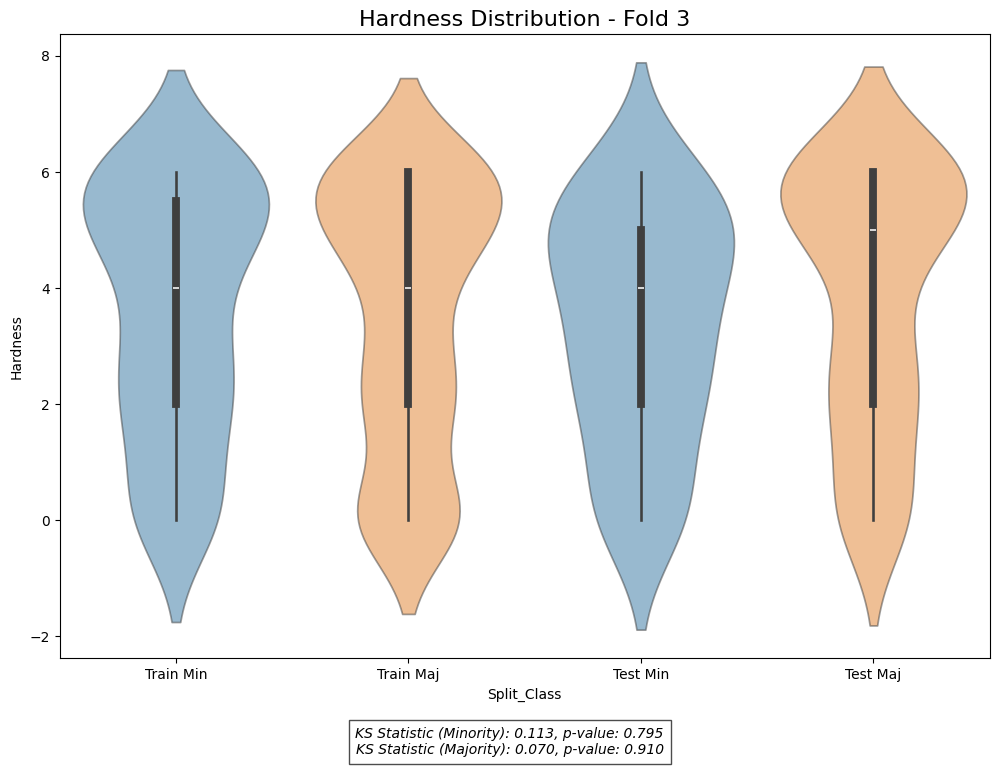 Hardness Distribution - Fold 3
8
6
4
2
0
−2
Hardness
Train Min Train Maj Test Min Test Maj
Split_Class
KS Statistic (Minority): 0.113, p-value: 0.795
KS Statistic (Majority): 0.070, p-value: 0.910